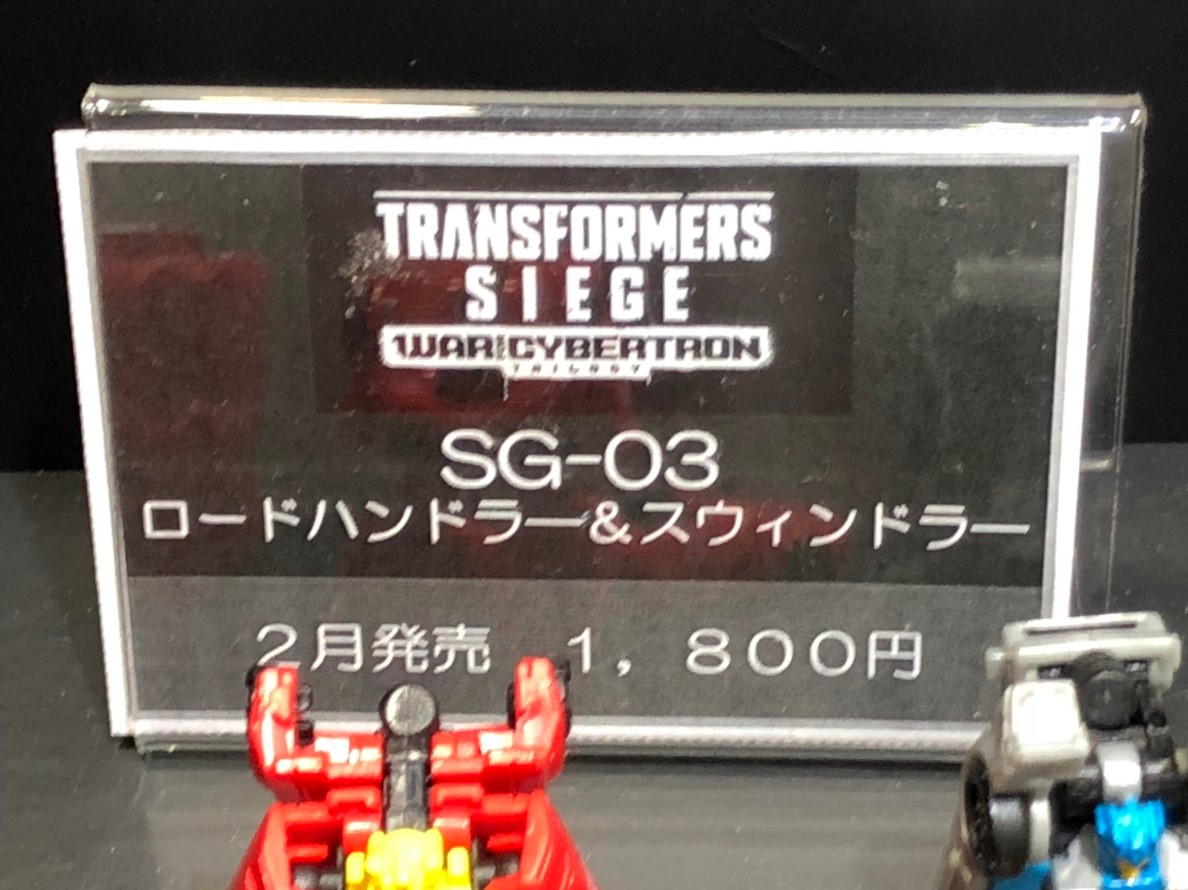 TRANSFORMERS
SIEGE
WAR FOR CYBERTRON
TRILOGY
SG-03
ロードハンドラー&スウィンドラー
2月発売 1,800円